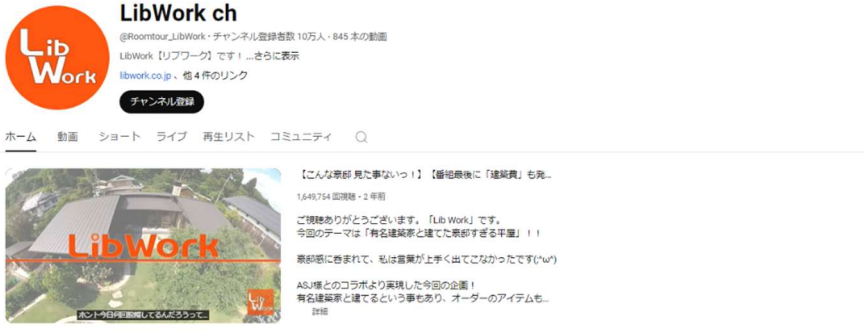 LibWork ch
Lib Work
@Roomtour_LibWork・チャンネル登録者数 10万人・845 本の動画
LibWork【リブワーク】です！ ...さらに表示
libwork.co.jp 、他 4 件のリンク
チャンネル登録
ホーム 動画 ショート ライブ 再生リスト コミュニティ
【こんな豪邸 見た事ないっ！】【番組最後に「建築費」も発...
1,649,754 回視聴・2 年前
ご視聴ありがとうございます。「Lib Work」です。
今回のテーマは「有名建築家と建てた豪邸すぎる平屋」！！
豪邸感に呑まれて、私は言葉が上手く出てこなかったです(;^ω^)
ASJ様とのコラボより実現した今回の企画！
有名建築家と建てるという事もあり、オーダーのアイテムも...
詳細
LibWork
Lib Work
ホント今日何回脱帽してるんだろうって...